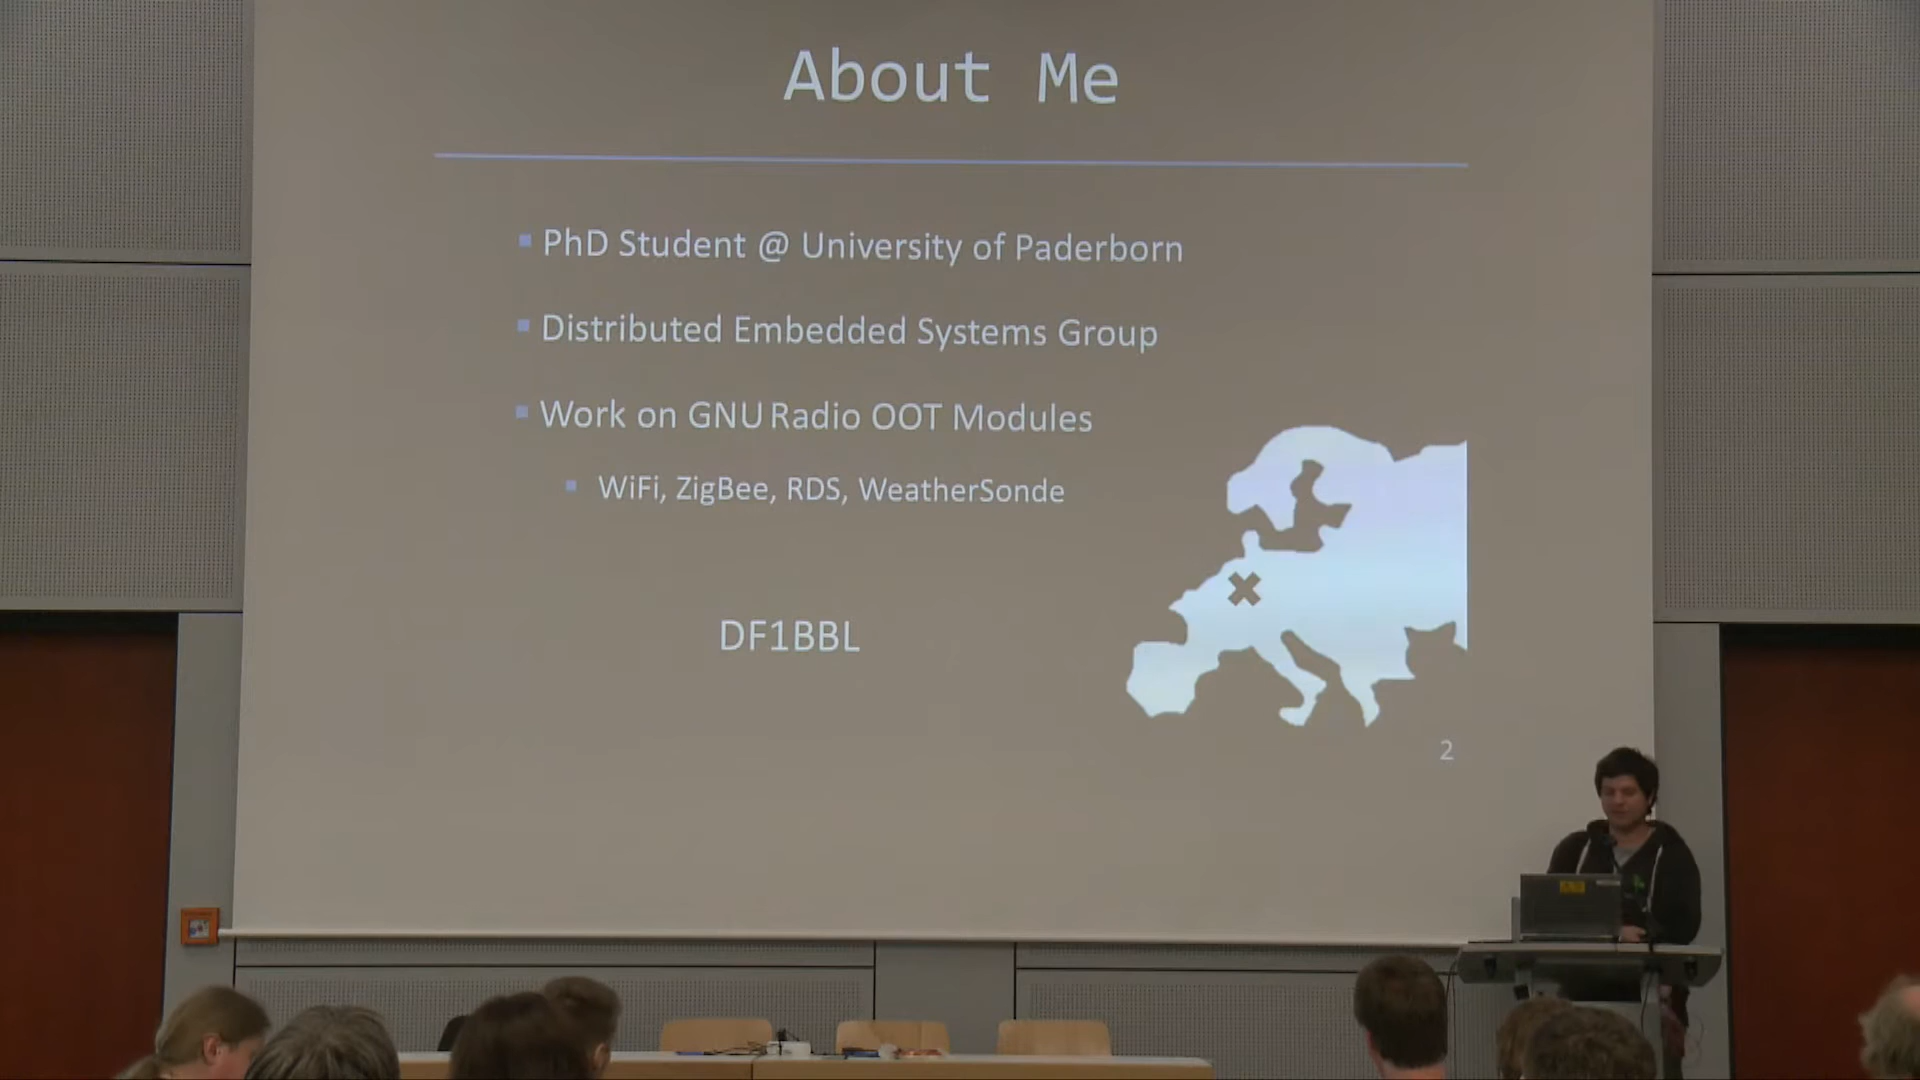 About Me
PhD Student @ University of Paderborn
Distributed Embedded Systems Group
Work on GNU Radio OOT Modules
WiFi, ZigBee, RDS, WeatherSonde
DF1BBL
2